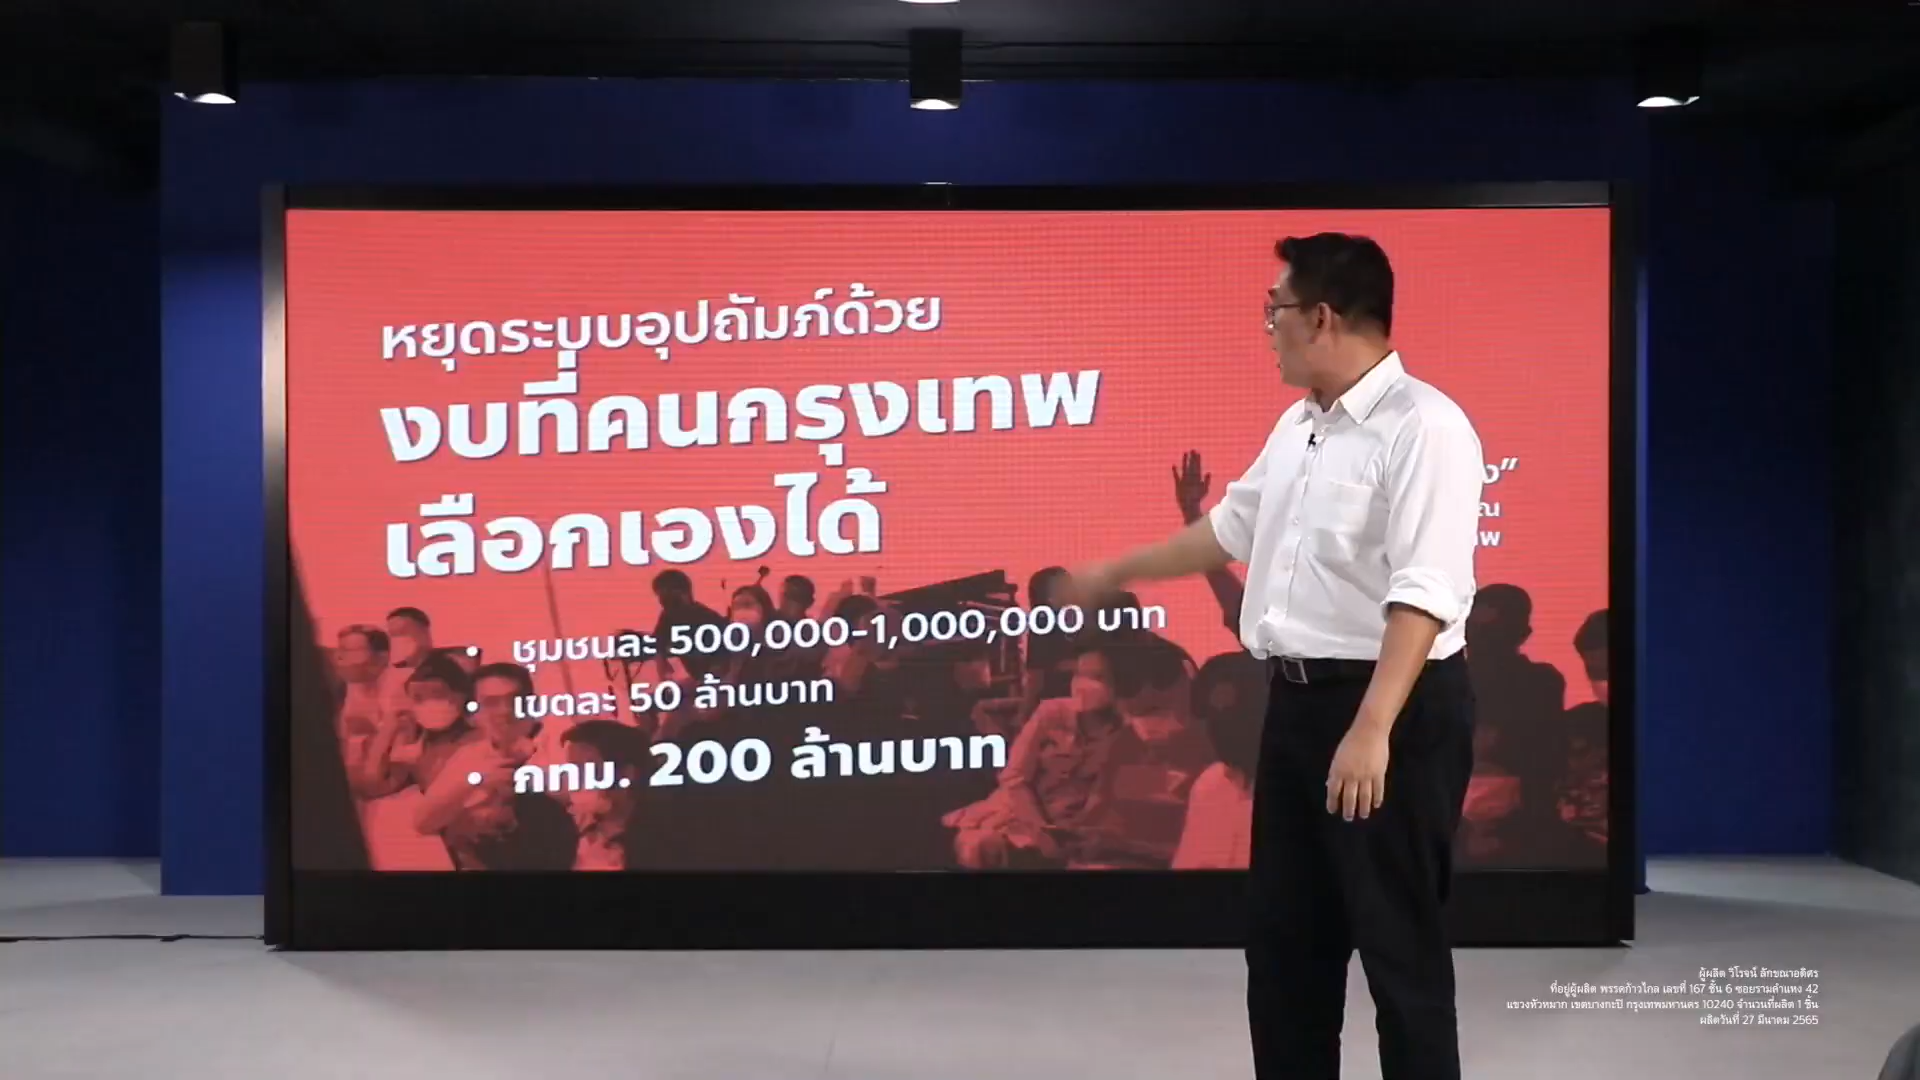 หยุดระบบอุปถัมภ์ด้วย
งบที่คนกรุงเทพ
เลือกเองได้
• ชุมชนละ 500,000-1,000,000 บาท
• เขตละ 50 ล้านบาท
• กทม. 200 ล้านบาท
ผู้ผลิต วิโรจน์ ลักขณาอดิศร
ที่อยู่ผู้ผลิต พรรคก้าวไกล เลขที่ 167 ชั้น 6 ซอยรามคำแหง 42
แขวงหัวหมาก เขตบางกะปิ กรุงเทพมหานคร 10240 จำนวนที่ผลิต 1 ชิ้น
ผลิตวันที่ 27 มีนาคม 2565